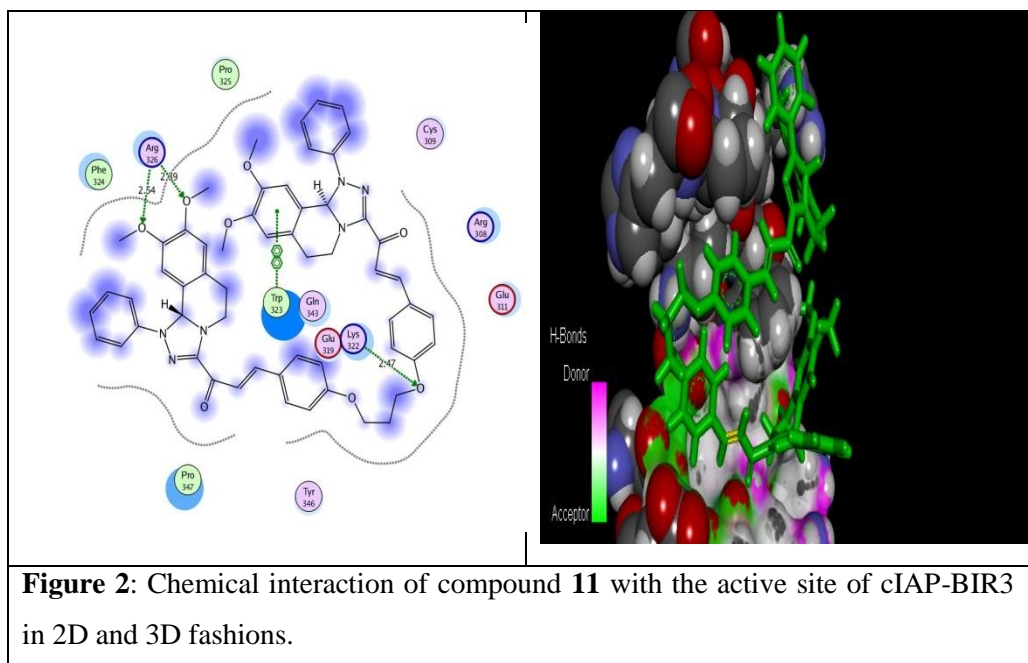 Pro
325
Arg
326
Cys
309
2.39
Phe
324
2.54
H
N
N
N
O
O
O
O
O
Arg
308
Trp
323
Gln
343
Glu
311
H
Glu
319
Lys
322
2.47
N
N
N
O
O
O
Pro
347
Tyr
346
H-Bonds
Donor
Acceptor
Figure 2: Chemical interaction of compound 11 with the active site of cIAP-BIR3
in 2D and 3D fashions.